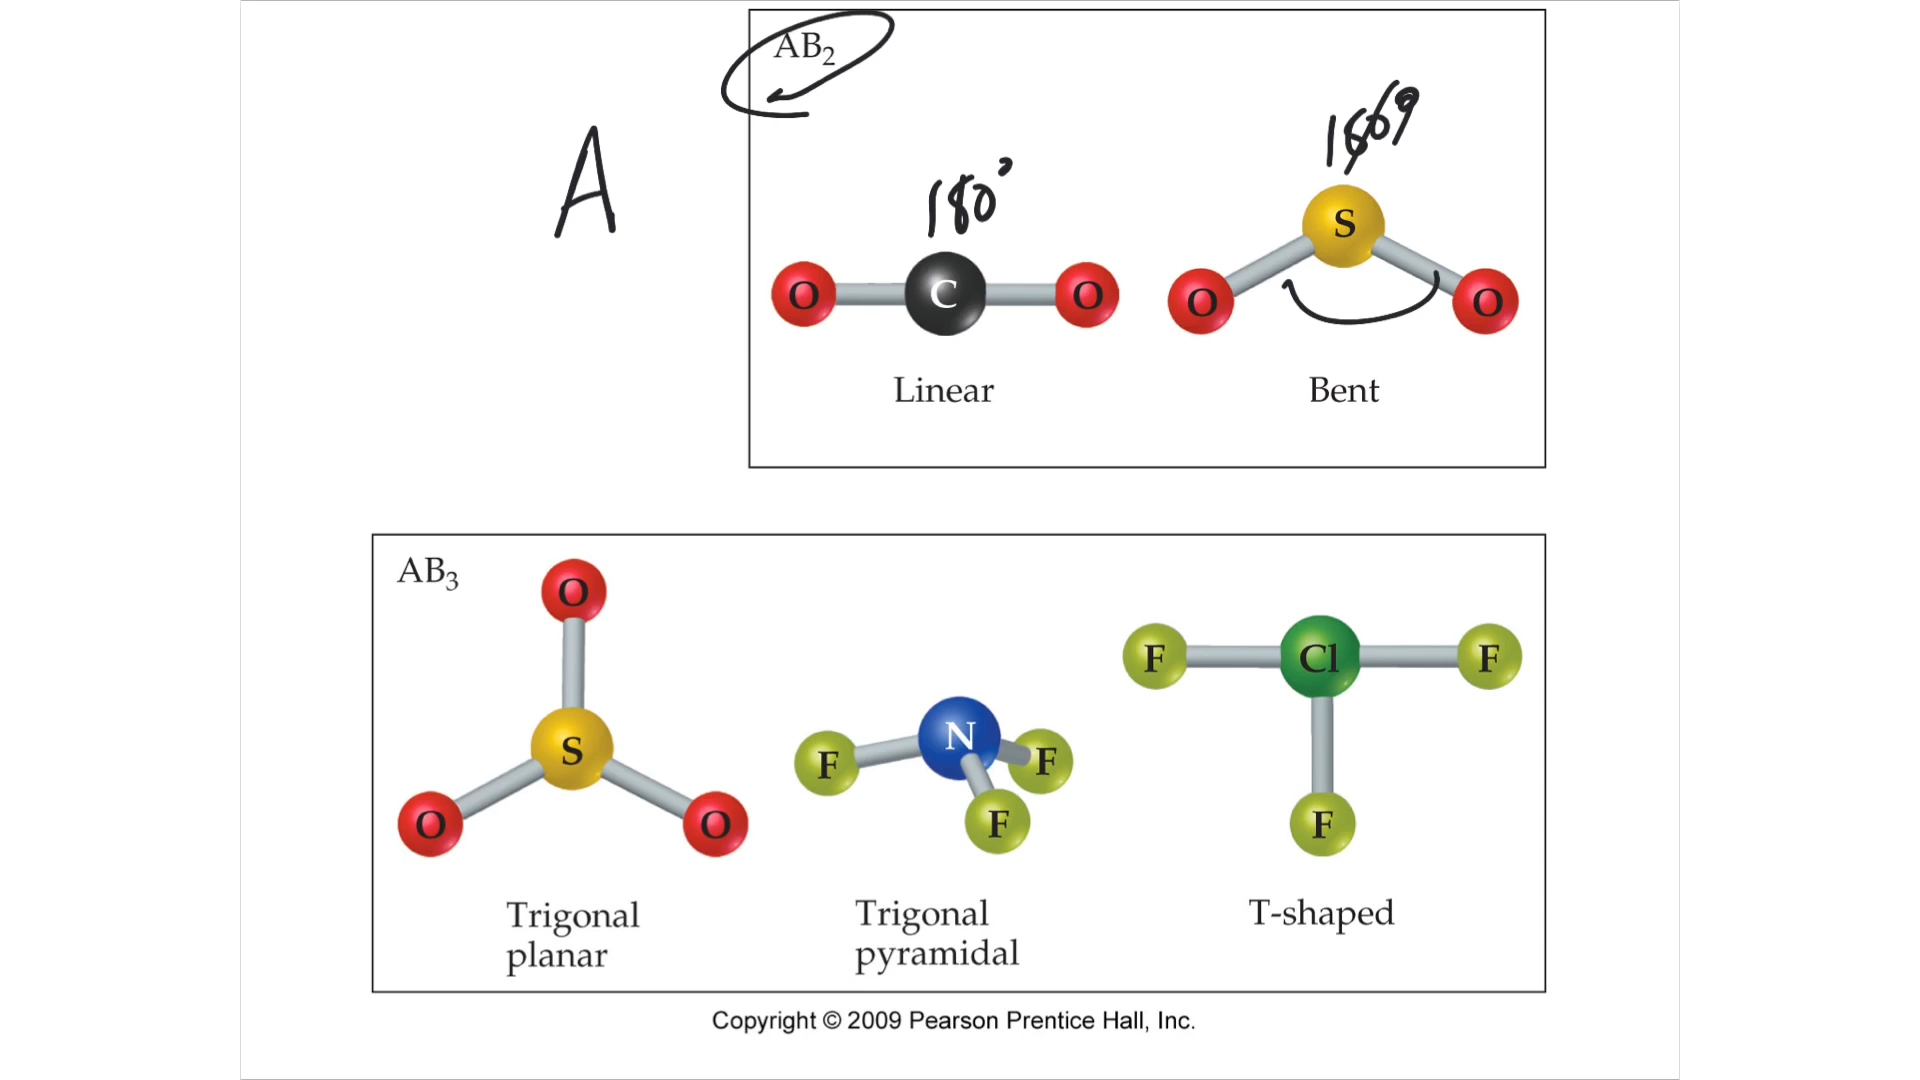 AB₂
A
180°
O C O
S
O O
Linear
Bent
AB₃
O
S
O O
N
F F
F
F Cl F
F
Trigonal
planar
Trigonal
pyramidal
T-shaped
Copyright © 2009 Pearson Prentice Hall, Inc.